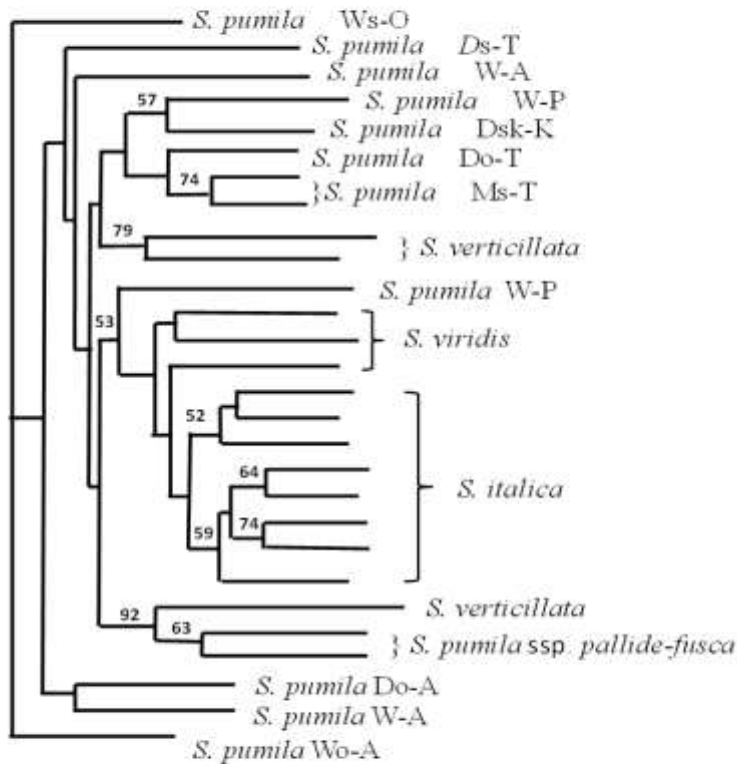 S. pumila Ws-O
S. pumila Ds-T
S. pumila W-A
57 S. pumila W-P
S. pumila Dsk-K
S. pumila Do-T
74 } S. pumila Ms-T
79 } S. verticillata
S. pumila W-P
53
S. viridis
52
64
S. italica
59 74
92 S. verticillata
63 } S. pumila ssp. pallide-fusca
S. pumila Do-A
S. pumila W-A
S. pumila Wo-A